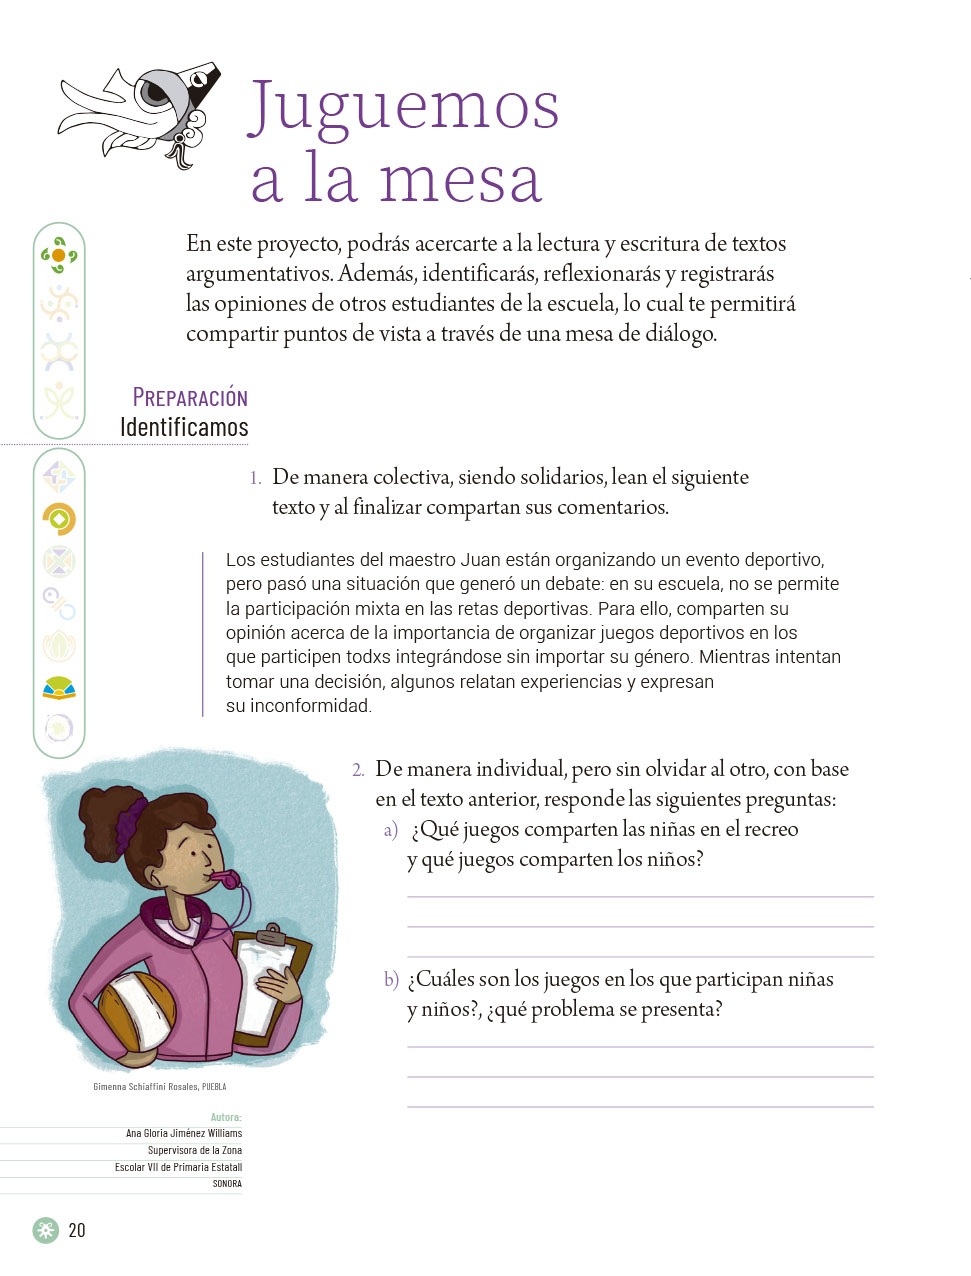 Juguemos
a la mesa
En este proyecto, podrás acercarte a la lectura y escritura de textos
argumentativos. Además, identificarás, reflexionarás y registrarás
las opiniones de otros estudiantes de la escuela, lo cual te permitirá
compartir puntos de vista a través de una mesa de diálogo.
PREPARACIÓN
Identificamos
1. De manera colectiva, siendo solidarios, lean el siguiente
texto y al finalizar compartan sus comentarios.
Los estudiantes del maestro Juan están organizando un evento deportivo,
pero pasó una situación que generó un debate: en su escuela, no se permite
la participación mixta en las retas deportivas. Para ello, comparten su
opinión acerca de la importancia de organizar juegos deportivos en los
que participen todxs integrándose sin importar su género. Mientras intentan
tomar una decisión, algunos relatan experiencias y expresan
su inconformidad.
2. De manera individual, pero sin olvidar al otro, con base
en el texto anterior, responde las siguientes preguntas:
a) ¿Qué juegos comparten las niñas en el recreo
y qué juegos comparten los niños?
b) ¿Cuáles son los juegos en los que participan niñas
y niños?, ¿qué problema se presenta?
Gimenna Schiaffini Rosales, PUEBLA
Autora:
Ana Gloria Jiménez Williams
Supervisora de la Zona
Escolar VII de Primaria Estatall
SONORA
20